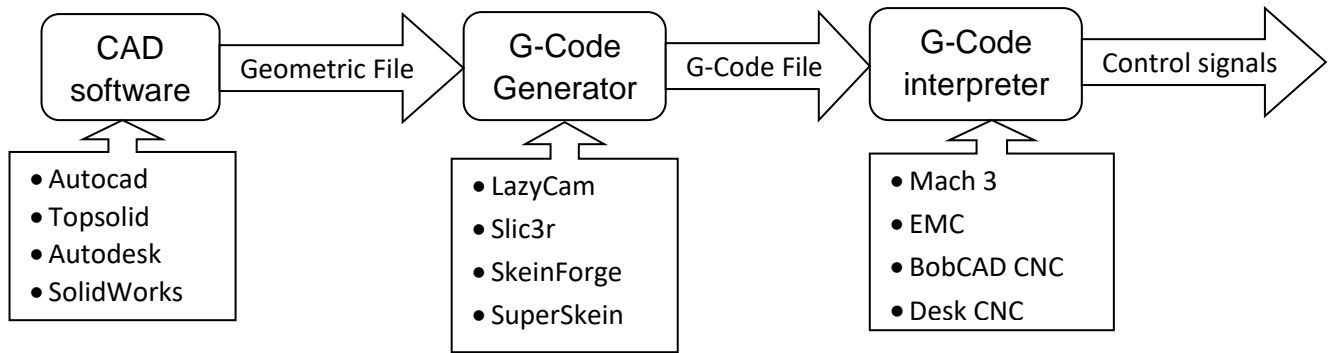 CAD
software
Geometric File
G-Code
Generator
G-Code File
G-Code
interpreter
Control signals
• Autocad
• Topsolid
• Autodesk
• SolidWorks
• LazyCam
• Slic3r
• SkeinForge
• SuperSkein
• Mach 3
• EMC
• BobCAD CNC
• Desk CNC